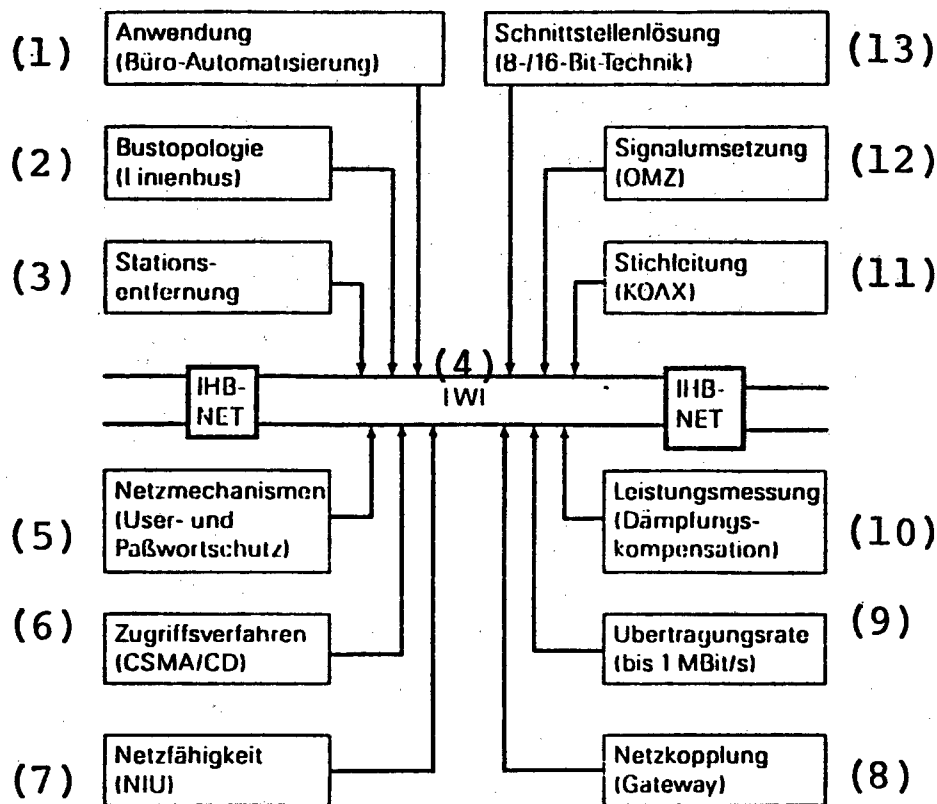 (1)
Anwendung
(Büro-Automatisierung)
Schnittstellenlösung
(8-/16-Bit-Technik)
(13)
(2)
Bustopologie
(Linienbus)
Signalumsetzung
(OMZ)
(12)
(3)
Stations-
entfernung
Stichleitung
(KOAX)
(11)
(4)
IHB-
NET
IWI
IHB-
NET
(5)
Netzmechanismen
(User- und
Paßwortschutz)
Leistungsmessung
(Dämpfungs-
kompensation)
(10)
(6)
Zugriffsverfahren
(CSMA/CD)
Ubertragungsrate
(bis 1 MBit/s)
(9)
(7)
Netzfähigkeit
(NIU)
Netzkopplung
(Gateway)
(8)